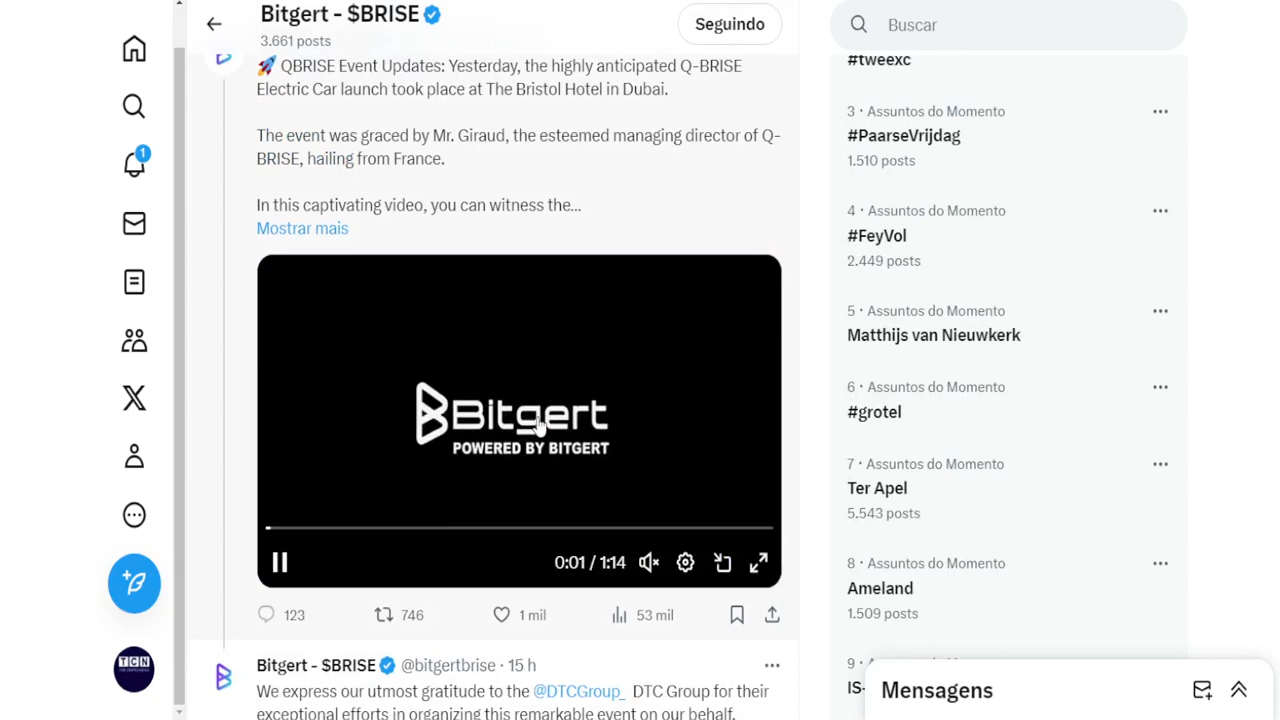 Bitgert - $BRISE
3.661 posts
Seguindo
🚀 QBRISE Event Updates: Yesterday, the highly anticipated Q-BRISE
Electric Car launch took place at The Bristol Hotel in Dubai.
The event was graced by Mr. Giraud, the esteemed managing director of Q-
BRISE, hailing from France.
In this captivating video, you can witness the...
Mostrar mais
Bitgert
POWERED BY BITGERT
0:01 / 1:14
123
746
1 mil
53 mil
Bitgert - $BRISE @bitgertbrise · 15 h
We express our utmost gratitude to the @DTCGroup_ DTC Group for their
exceptional efforts in organizing this remarkable event on our behalf.
1
TCN
Buscar
#tweexc
3 · Assuntos do Momento
#PaarseVrijdag
1.510 posts
4 · Assuntos do Momento
#FeyVol
2.449 posts
5 · Assuntos do Momento
Matthijs van Nieuwkerk
6 · Assuntos do Momento
#grotel
7 · Assuntos do Momento
Ter Apel
5.543 posts
8 · Assuntos do Momento
Ameland
1.509 posts
9 ·
IS-
Mensagens